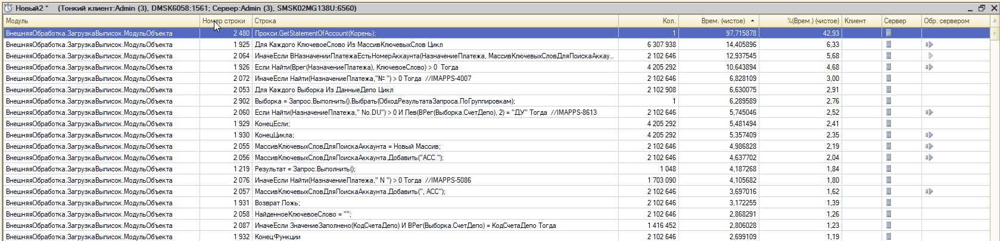 Новый2 * (Тонкий клиент:Admin (3), DMSK6058:1561; Сервер:Admin (3), SMSK02MG138U:6560)
Модуль Номер строки Строка Кол. Врем. (чистое) %(Врем.) (чистое) Клиент Сервер Обр. сервером
ВнешняяОбработка.ЗагрузкаВыписок.МодульОбъекта 2 480 Прокси.GetStatementOfAccount(Корень); 1 97,715878 42,93
ВнешняяОбработка.ЗагрузкаВыписок.МодульОбъекта 1 925 Для Каждого КлючевоеСлово Из МассивКлючевыхСлов Цикл 6 307 938 14,405896 6,33
ВнешняяОбработка.ЗагрузкаВыписок.МодульОбъекта 2 064 ИначеЕсли ВНазначенииПлатежаЕстьНомерАккаунта(НазначениеПлатежа, МассивКлючевыхСловДляПоискаАккау... 2 102 646 12,937545 5,68
ВнешняяОбработка.ЗагрузкаВыписок.МодульОбъекта 1 926 Если Найти(Врег(НазначениеПлатежа), КлючевоеСлово) > 0 Тогда 4 205 292 10,643894 4,68
ВнешняяОбработка.ЗагрузкаВыписок.МодульОбъекта 2 072 ИначеЕсли Найти(НазначениеПлатежа,"№ ") > 0 Тогда //IMAPPS-4007 2 102 646 6,828109 3,00
ВнешняяОбработка.ЗагрузкаВыписок.МодульОбъекта 2 053 Для Каждого Выборка Из ДанныеДепо Цикл 2 102 908 6,630075 2,91
ВнешняяОбработка.ЗагрузкаВыписок.МодульОбъекта 2 902 Выборка = Запрос.Выполнить().Выбрать(ОбходРезультатаЗапроса.ПоГруппировкам); 1 6,289589 2,76
ВнешняяОбработка.ЗагрузкаВыписок.МодульОбъекта 2 060 Если Найти(НазначениеПлатежа," No.DU") > 0 И Лев(ВРег(Выборка.СчетДепо), 2) = "ДУ" Тогда //IMAPPS-8613 2 102 646 5,745046 2,52
ВнешняяОбработка.ЗагрузкаВыписок.МодульОбъекта 1 929 КонецЕсли; 4 205 292 5,481494 2,41
ВнешняяОбработка.ЗагрузкаВыписок.МодульОбъекта 1 930 КонецЦикла; 4 205 292 5,357409 2,35
ВнешняяОбработка.ЗагрузкаВыписок.МодульОбъекта 2 055 МассивКлючевыхСловДляПоискаАккаунта = Новый Массив; 2 102 646 4,986828 2,19
ВнешняяОбработка.ЗагрузкаВыписок.МодульОбъекта 2 056 МассивКлючевыхСловДляПоискаАккаунта.Добавить("ACC "); 2 102 646 4,637702 2,04
ВнешняяОбработка.ЗагрузкаВыписок.МодульОбъекта 1 219 Результат = Запрос.Выполнить(); 1 048 4,187268 1,84
ВнешняяОбработка.ЗагрузкаВыписок.МодульОбъекта 2 076 ИначеЕсли Найти(НазначениеПлатежа," N ") > 0 Тогда //IMAPPS-5086 1 703 090 4,105682 1,80
ВнешняяОбработка.ЗагрузкаВыписок.МодульОбъекта 2 057 МассивКлючевыхСловДляПоискаАккаунта.Добавить(", ACC"); 2 102 646 3,697016 1,62
ВнешняяОбработка.ЗагрузкаВыписок.МодульОбъекта 1 931 Возврат Ложь; 2 102 646 3,172255 1,39
ВнешняяОбработка.ЗагрузкаВыписок.МодульОбъекта 2 058 НайденноеКлючевоеСлово = ""; 2 102 646 2,868291 1,26
ВнешняяОбработка.ЗагрузкаВыписок.МодульОбъекта 2 087 ИначеЕсли ЗначениеЗаполнено(КодСчетаДепо) И ВРег(Выборка.СчетДепо) = КодСчетаДепо Тогда 1 416 452 2,806028 1,23
ВнешняяОбработка.ЗагрузкаВыписок.МодульОбъекта 1 932 КонецФункции 2 102 646 2,699109 1,19